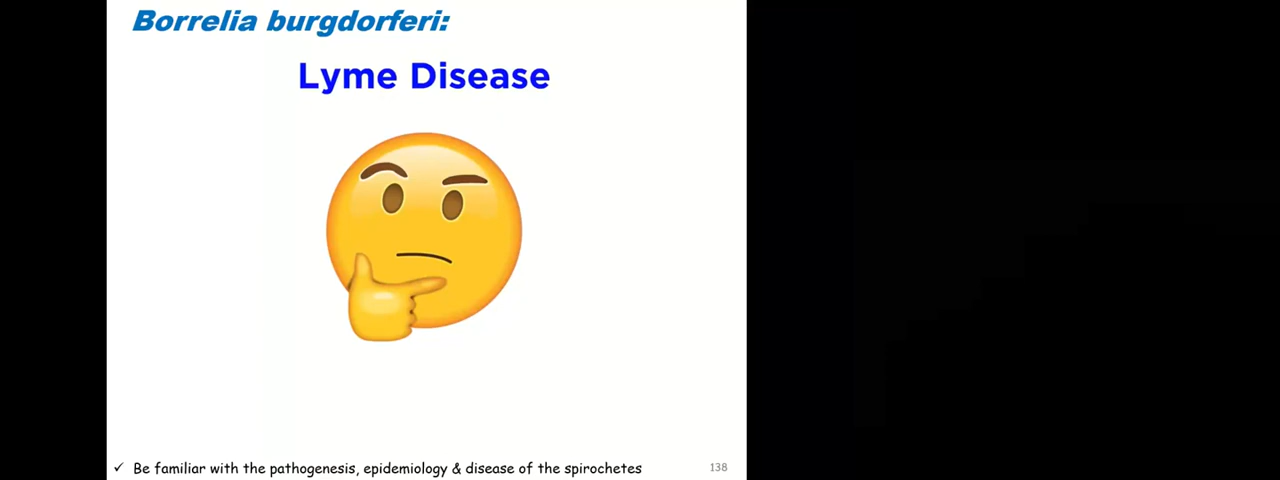 Borrelia burgdorferi:
Lyme Disease
✓ Be familiar with the pathogenesis, epidemiology & disease of the spirochetes
138